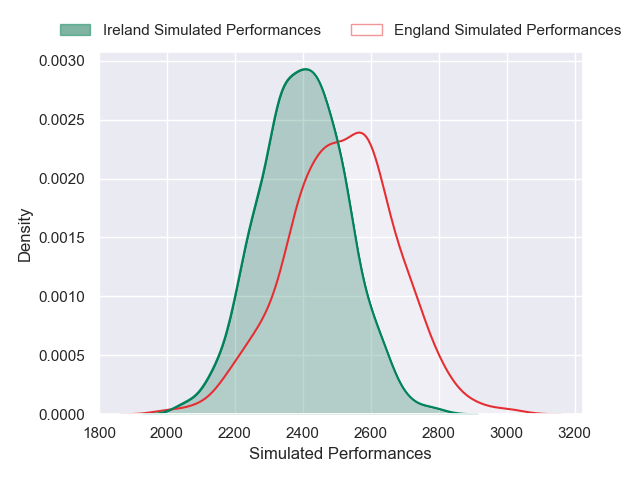 Ireland Simulated Performances England Simulated Performances
0.0030
0.0025
0.0020
0.0015
0.0010
0.0005
0.0000
Density
1800 2000 2200 2400 2600 2800 3000 3200
Simulated Performances